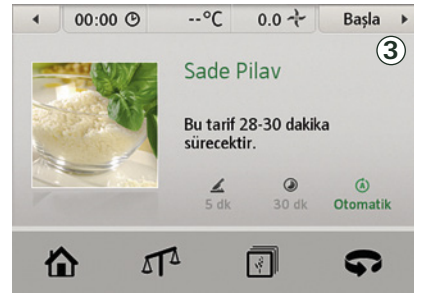 00:00 --°C 0.0 Başla
3
Sade Pilav
Bu tarif 28-30 dakika
sürecektir.
5 dk 30 dk Otomatik